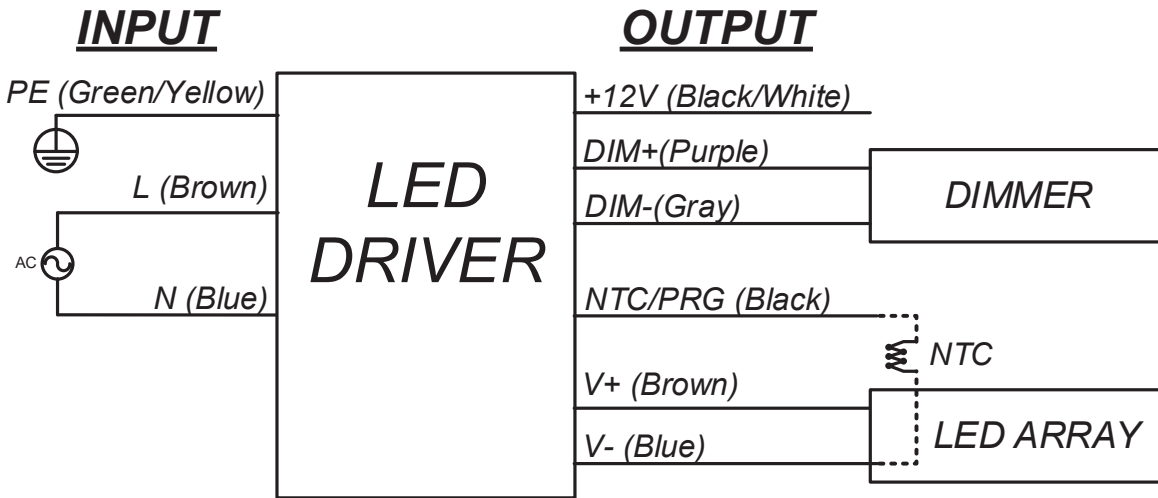 INPUT
OUTPUT
PE (Green/Yellow)
L (Brown)
AC
N (Blue)
LED
DRIVER
+12V (Black/White)
DIM+(Purple)
DIM-(Gray)
DIMMER
NTC/PRG (Black)
NTC
V+ (Brown)
V- (Blue)
LED ARRAY